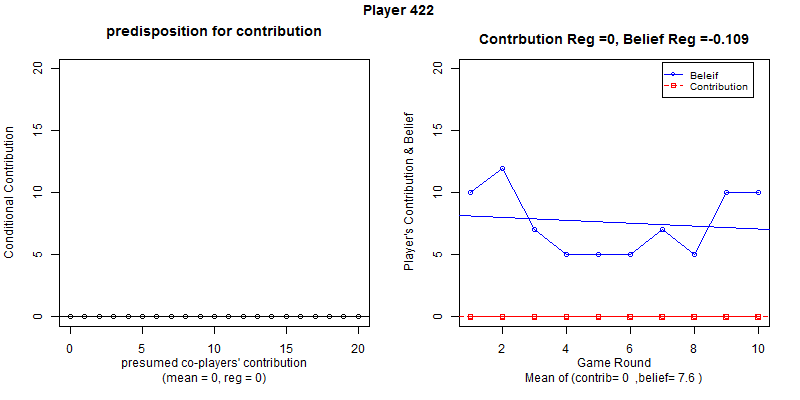 Player 422
predisposition for contribution
Conditional Contribution
20
15
10
5
0
0 5 10 15 20
presumed co-players' contribution
(mean = 0, reg = 0)
Contrbution Reg =0, Belief Reg =-0.109
Player's Contribution & Belief
20
15
10
5
0
Beleif
Contribution
2 4 6 8 10
Game Round
Mean of (contrib= 0 ,belief= 7.6 )